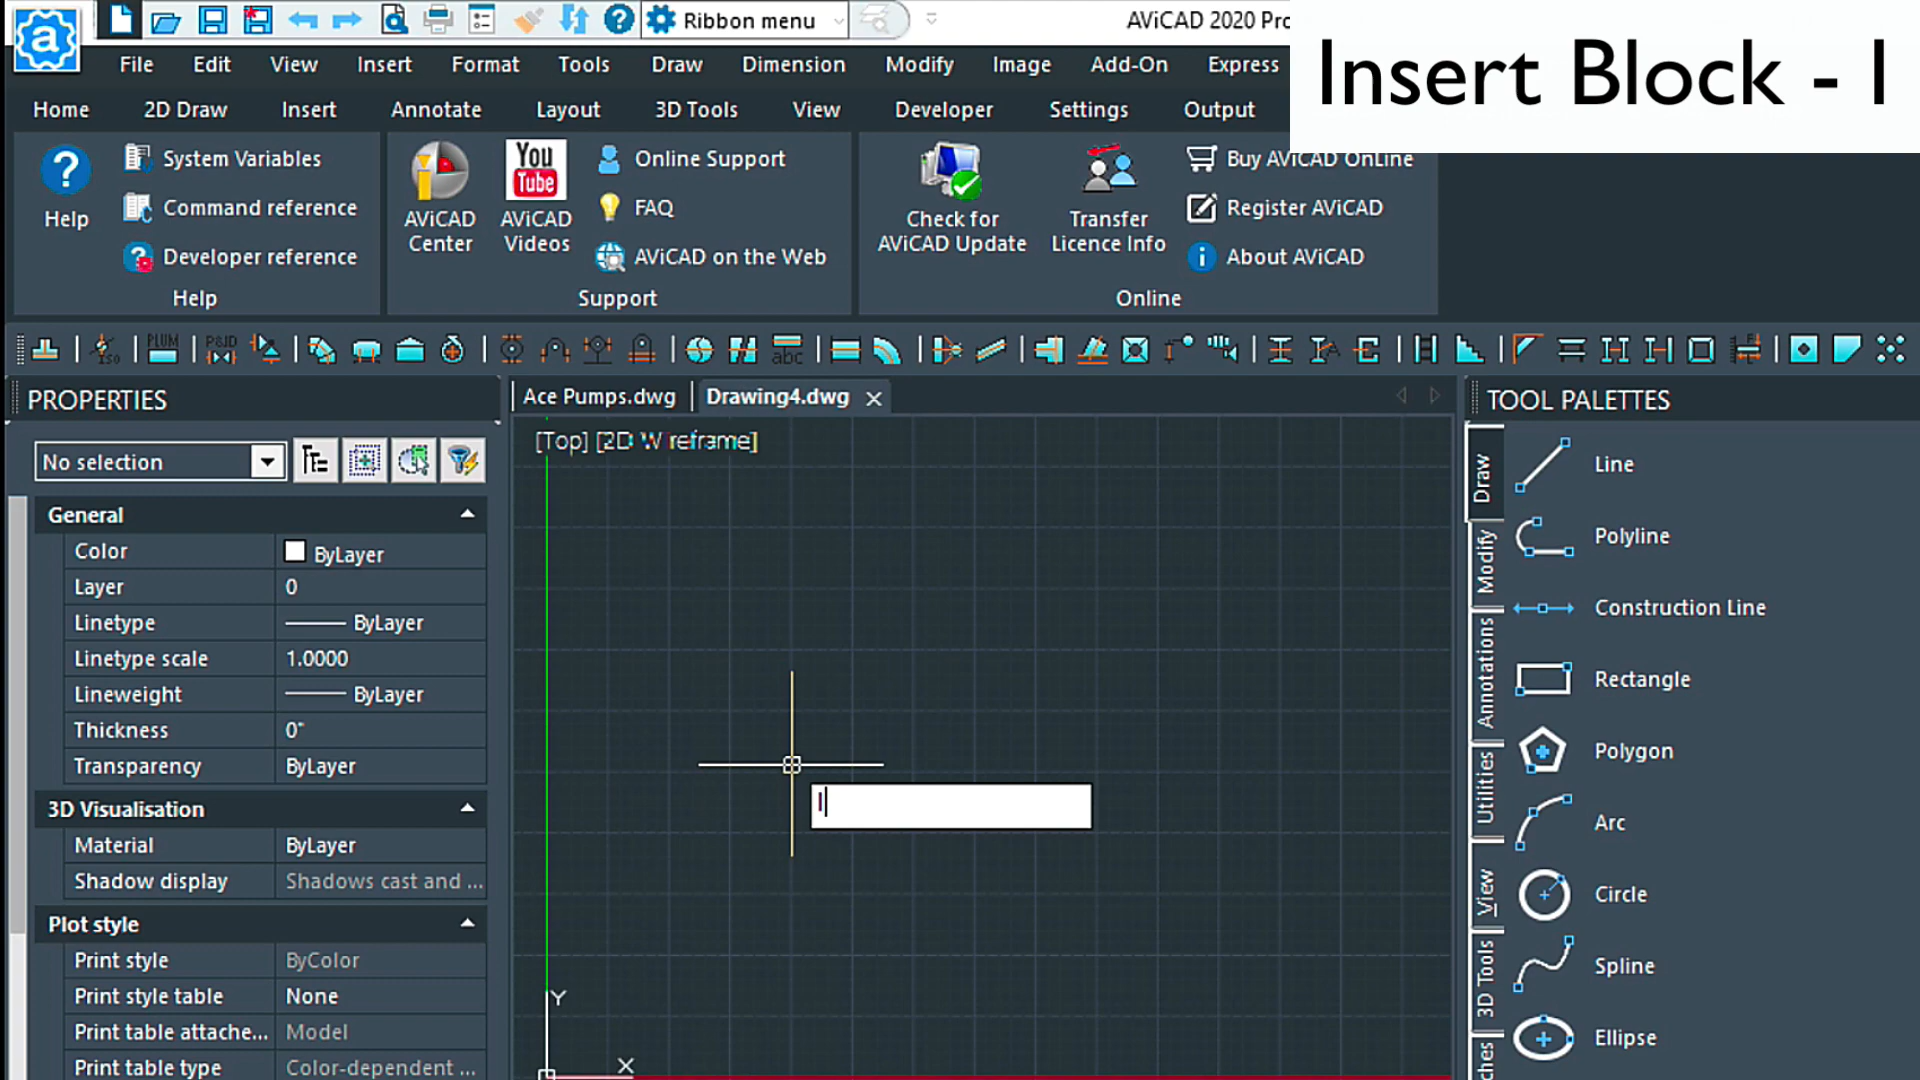 a
Ribbon menu
AViCAD 2020 Pro
Insert Block - I
File Edit View Insert Format Tools Draw Dimension Modify Image Add-On Express
Home 2D Draw Insert Annotate Layout 3D Tools View Developer Settings Output
Help
System Variables
Command reference
Developer reference
Help
AViCAD Center
You Tube
AViCAD Videos
Online Support
FAQ
AViCAD on the Web
Support
Check for AViCAD Update
Transfer Licence Info
Buy AViCAD OnLine
Register AViCAD
About AViCAD
Online
ISO PLUM P&ID abc
PROPERTIES
No selection
General
Color ByLayer
Layer 0
Linetype ByLayer
Linetype scale 1.0000
Lineweight ByLayer
Thickness 0"
Transparency ByLayer
3D Visualisation
Material ByLayer
Shadow display Shadows cast and ...
Plot style
Print style ByColor
Print style table None
Print table attache... Model
Print table type Color-dependent ...
Ace Pumps.dwg Drawing4.dwg
[Top] [2D Wireframe]
I
Y
X
TOOL PALETTES
Draw
Modify
Annotations
Utilities
View
3D Tools
ches
Line
Polyline
Construction Line
Rectangle
Polygon
Arc
Circle
Spline
Ellipse